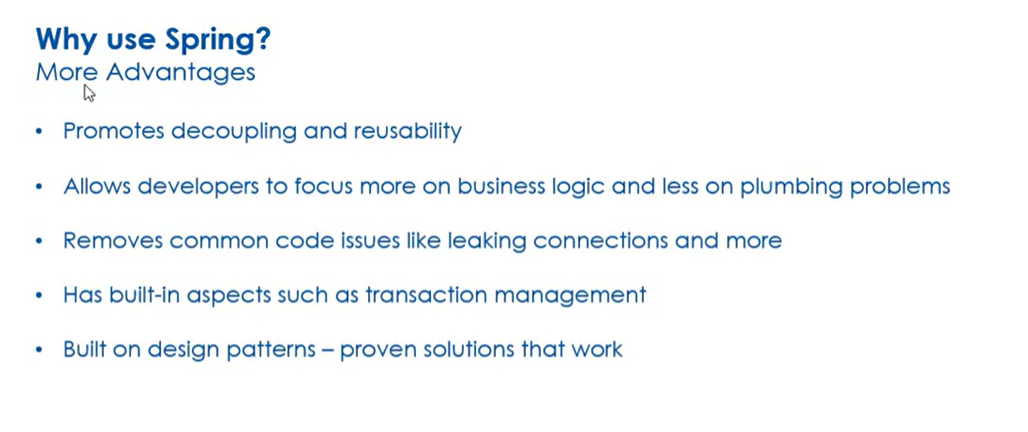 Why use Spring?
More Advantages
• Promotes decoupling and reusability
• Allows developers to focus more on business logic and less on plumbing problems
• Removes common code issues like leaking connections and more
• Has built-in aspects such as transaction management
• Built on design patterns – proven solutions that work